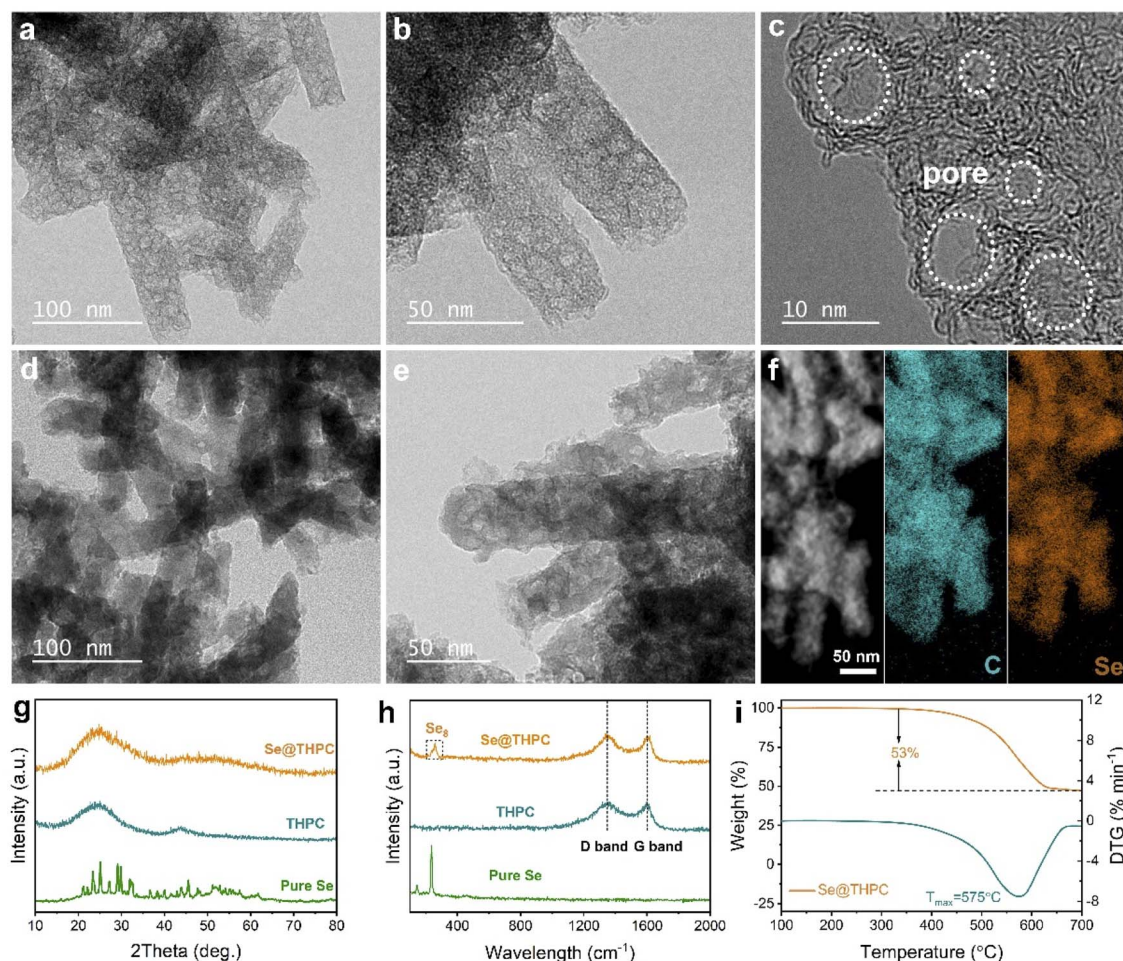 a
100 nm
b
50 nm
c
pore
10 nm
d
100 nm
e
50 nm
f
50 nm
C
Se
g
Se@THPC
THPC
Pure Se
Intensity (a.u.)
10 20 30 40 50 60 70 80
2Theta (deg.)
h
Se₈
Se@THPC
THPC
D band
G band
Pure Se
Intensity (a.u.)
400 800 1200 1600 2000
Wavelength (cm⁻¹)
i
100
75
50
25
0
-25
Weight (%)
53%
Se@THPC
Tmax=575°C
12
8
4
0
-4
-8
DTG (% min⁻¹)
100 200 300 400 500 600 700
Temperature (°C)